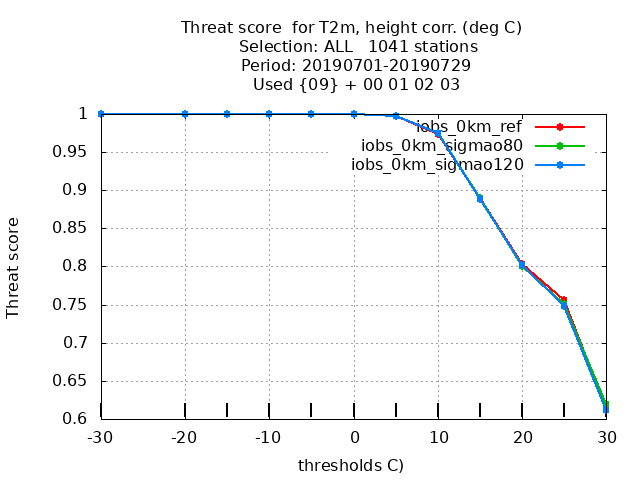 Threat score  for T2m, height corr. (deg C)
Selection: ALL   1041 stations
Period: 20190701-20190729
Used {09} + 00 01 02 03
iobs_0km_ref
iobs_0km_sigmao80
iobs_0km_sigmao120
Threat score
1
0.95
0.9
0.85
0.8
0.75
0.7
0.65
0.6
-30 -20 -10 0 10 20 30
thresholds C)